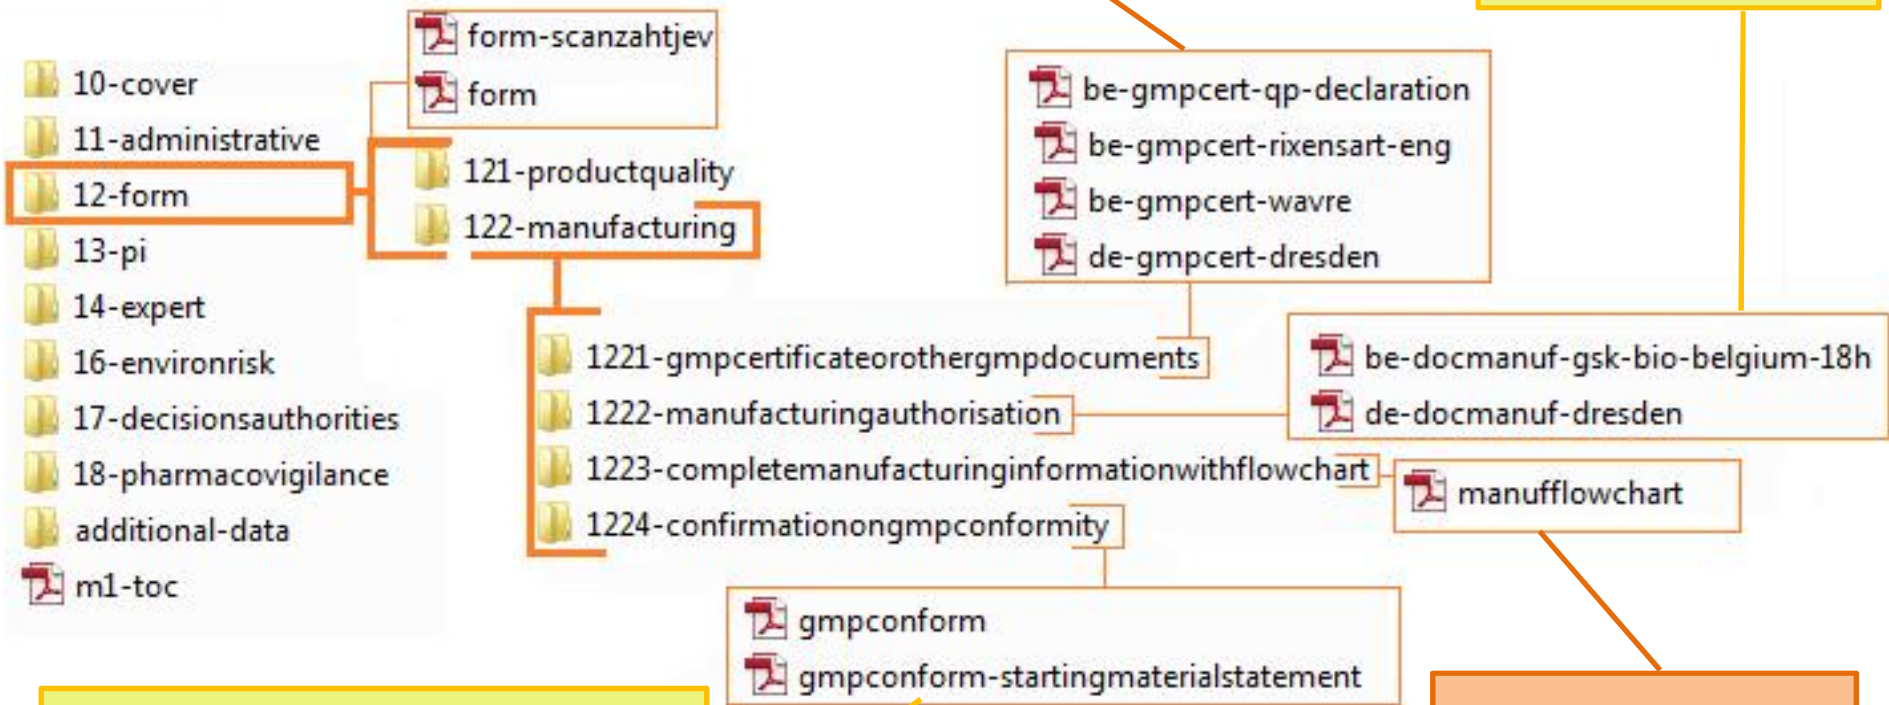 10-cover
11-administrative
12-form
13-pi
14-expert
16-environrisk
17-decisionsauthorities
18-pharmacovigilance
additional-data
m1-toc
form-scanzahtjev
form
121-productquality
122-manufacturing
1221-gmpcertificateorothergmpdocuments
1222-manufacturingauthorisation
1223-completemanufacturinginformationwithflowchart
1224-confirmationongmpconformity
be-gmpcert-qp-declaration
be-gmpcert-rixensart-eng
be-gmpcert-wavre
de-gmpcert-dresden
be-docmanuf-gsk-bio-belgium-18h
de-docmanuf-dresden
manufflowchart
gmpconform
gmpconform-startingmaterialstatement